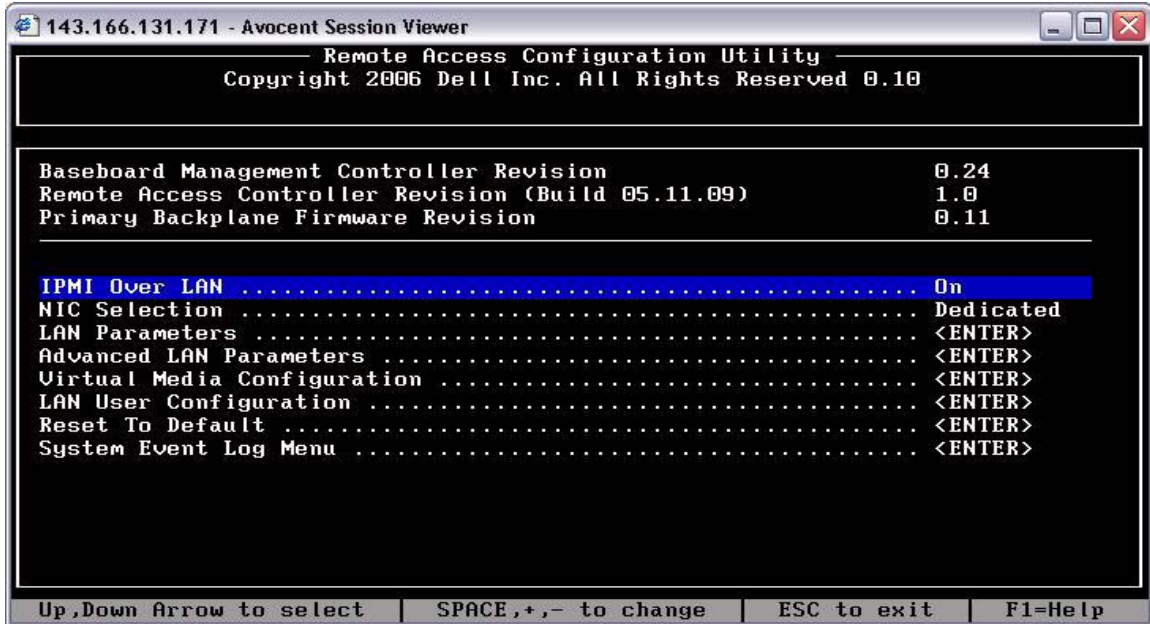 143.166.131.171 - Avocent Session Viewer
Remote Access Configuration Utility
Copyright 2006 Dell Inc. All Rights Reserved 0.10
Baseboard Management Controller Revision 0.24
Remote Access Controller Revision (Build 05.11.09) 1.0
Primary Backplane Firmware Revision 0.11
IPMI Over LAN ............................................... On
NIC Selection ............................................... Dedicated
LAN Parameters .............................................. <ENTER>
Advanced LAN Parameters ..................................... <ENTER>
Virtual Media Configuration ................................. <ENTER>
LAN User Configuration ...................................... <ENTER>
Reset To Default ............................................ <ENTER>
System Event Log Menu ....................................... <ENTER>
Up,Down Arrow to select | SPACE,+,- to change | ESC to exit | F1=Help